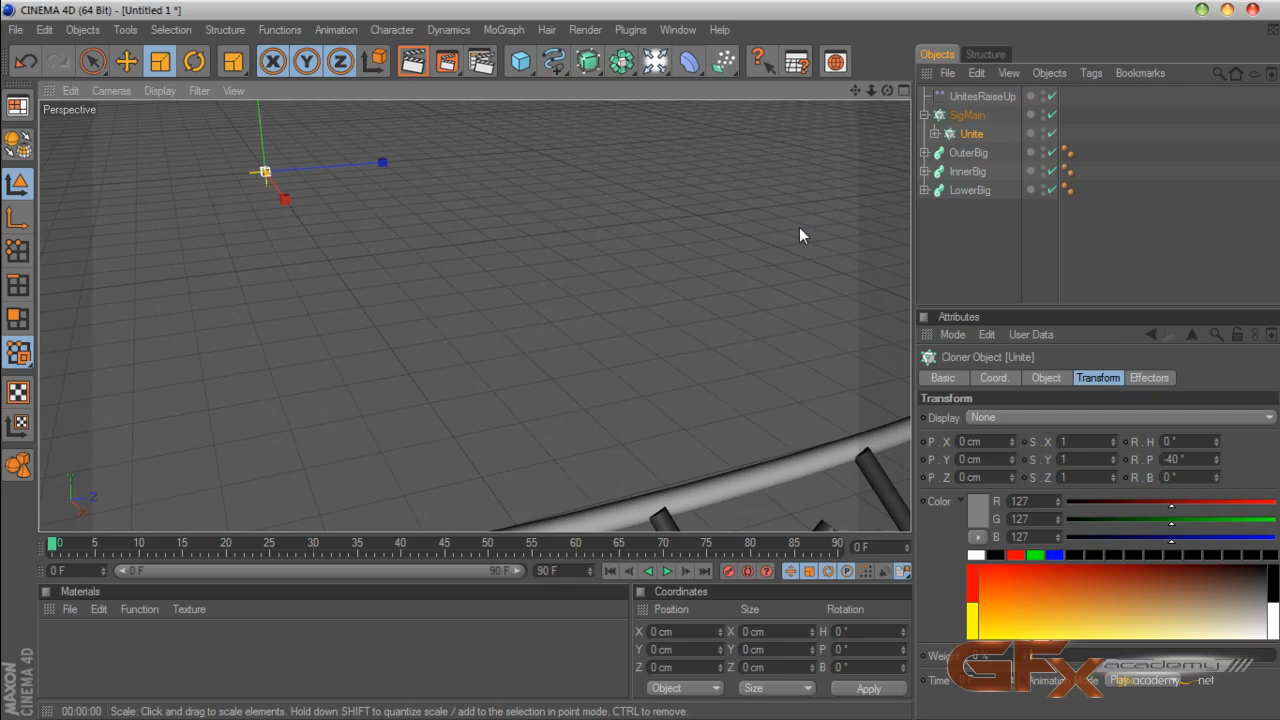 CINEMA 4D (64 Bit) - [Untitled 1 *]
File Edit Objects Tools Selection Structure Functions Animation Character Dynamics MoGraph Hair Render Plugins Window Help
X Y Z
Objects Structure
File Edit View Objects Tags Bookmarks
Edit Cameras Display Filter View
Perspective
UnitesRaiseUp
SigMain
Unite
OuterBig
InnerBig
LowerBig
Y Z X
Attributes
Mode Edit User Data
Cloner Object [Unite]
Basic Coord. Object Transform Effectors
Transform
Display None
P . X 0 cm S . X 1 R . H 0 °
P . Y 0 cm S . Y 1 R . P -40 °
P . Z 0 cm S . Z 1 R . B 0 °
Color R 127
G 127
B 127
0 5 10 15 20 25 30 35 40 45 50 55 60 65 70 75 80 85 90 0 F
0 F 0 F 90 F 90 F
Materials
File Edit Function Texture
Coordinates
Position Size Rotation
X 0 cm X 0 cm H 0 °
Y 0 cm Y 0 cm P 0 °
Z 0 cm Z 0 cm B 0 °
Object Size Apply
GFx academy
MAXON CINEMA 4D
00:00:00 Scale: Click and drag to scale elements. Hold down SHIFT to quantize scale / add to the selection in point mode, CTRL to remove.